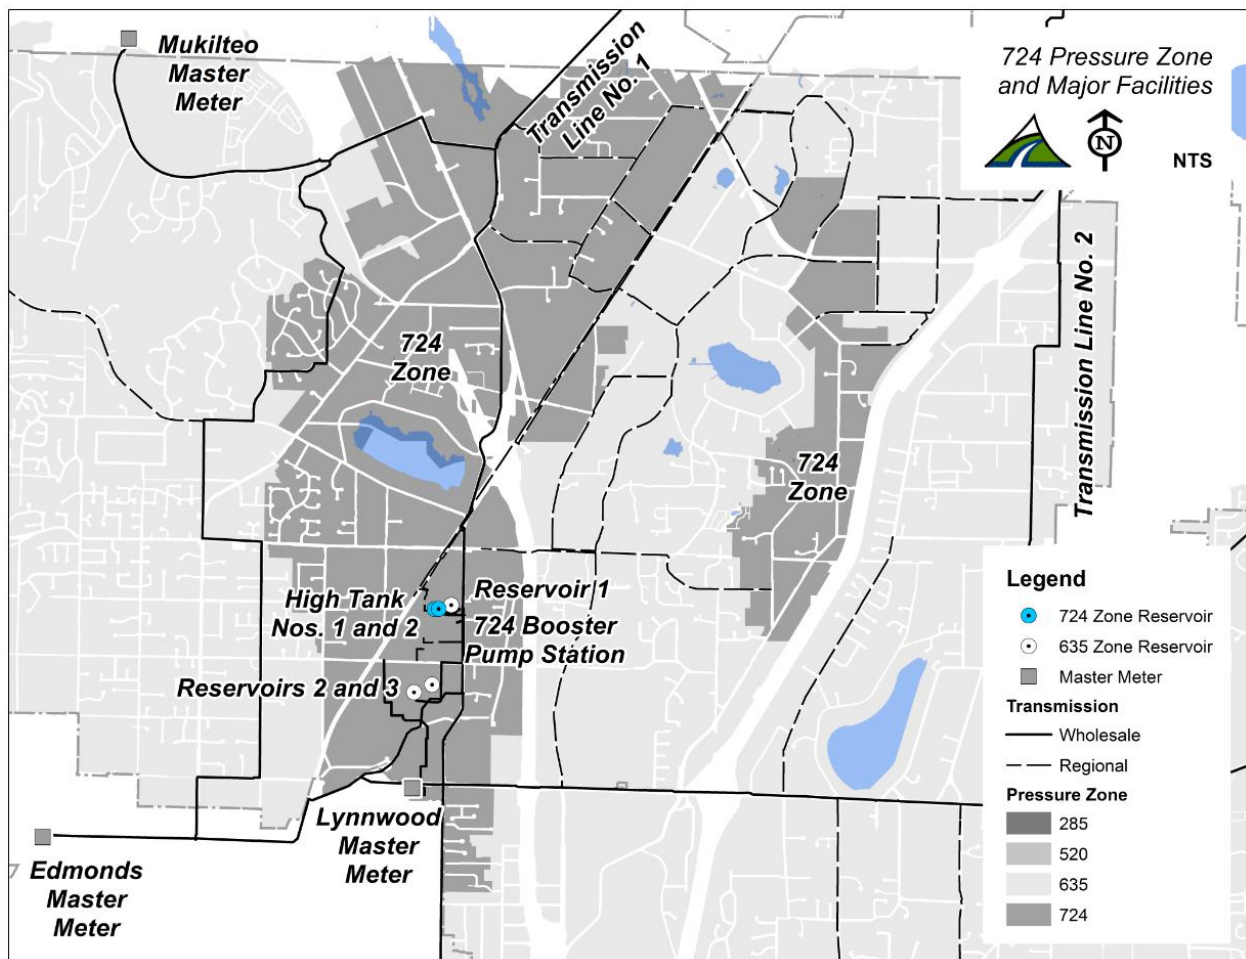 Mukilteo
Master
Meter
Transmission
Line No. 1
724 Pressure Zone
and Major Facilities
N
NTS
Transmission Line No. 2
724
Zone
724
Zone
High Tank
Nos. 1 and 2
Reservoir 1
724 Booster
Pump Station
Reservoirs 2 and 3
Lynnwood
Master
Meter
Edmonds
Master
Meter
Legend
724 Zone Reservoir
635 Zone Reservoir
Master Meter
Transmission
Wholesale
Regional
Pressure Zone
285
520
635
724